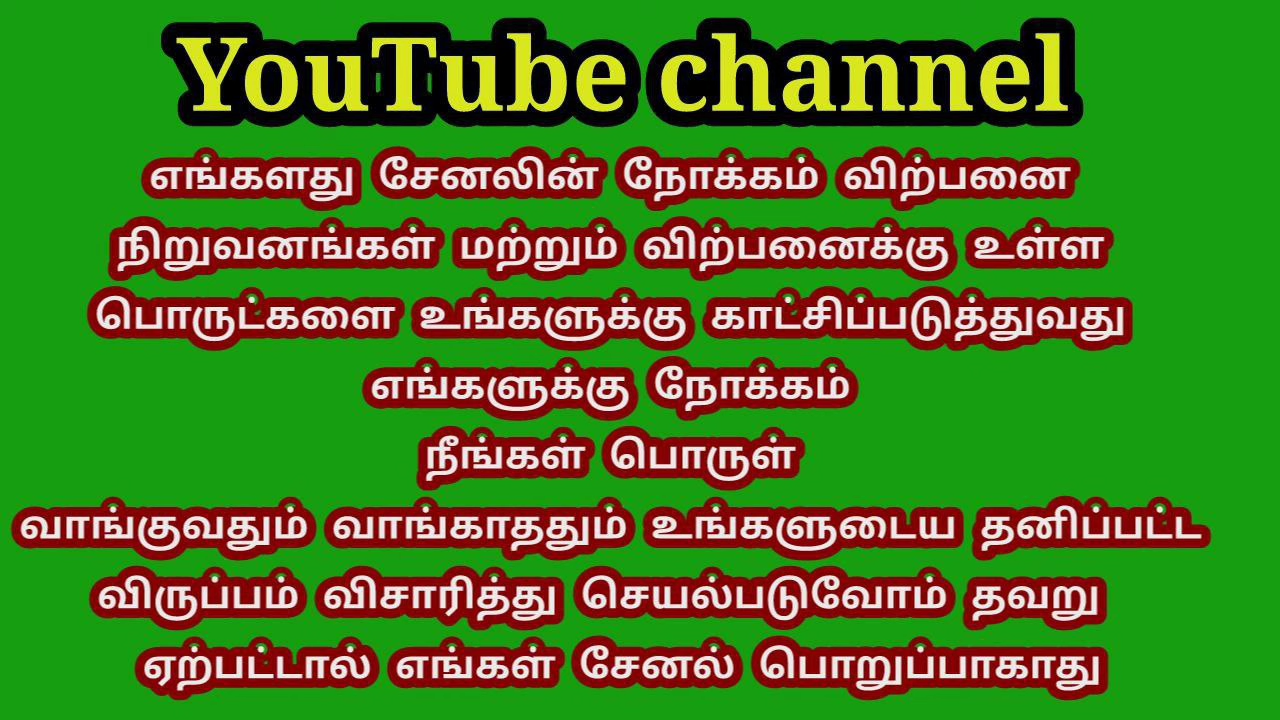 YouTube channel
எங்களது சேனலின் நோக்கம் விற்பனை
நிறுவனங்கள் மற்றும் விற்பனைக்கு உள்ள
பொருட்களை உங்களுக்கு காட்சிப்படுத்துவது
எங்களுக்கு நோக்கம்
நீங்கள் பொருள்
வாங்குவதும் வாங்காததும் உங்களுடைய தனிப்பட்ட
விருப்பம் விசாரித்து செயல்படுவோம் தவறு
ஏற்பட்டால் எங்கள் சேனல் பொறுப்பாகாது